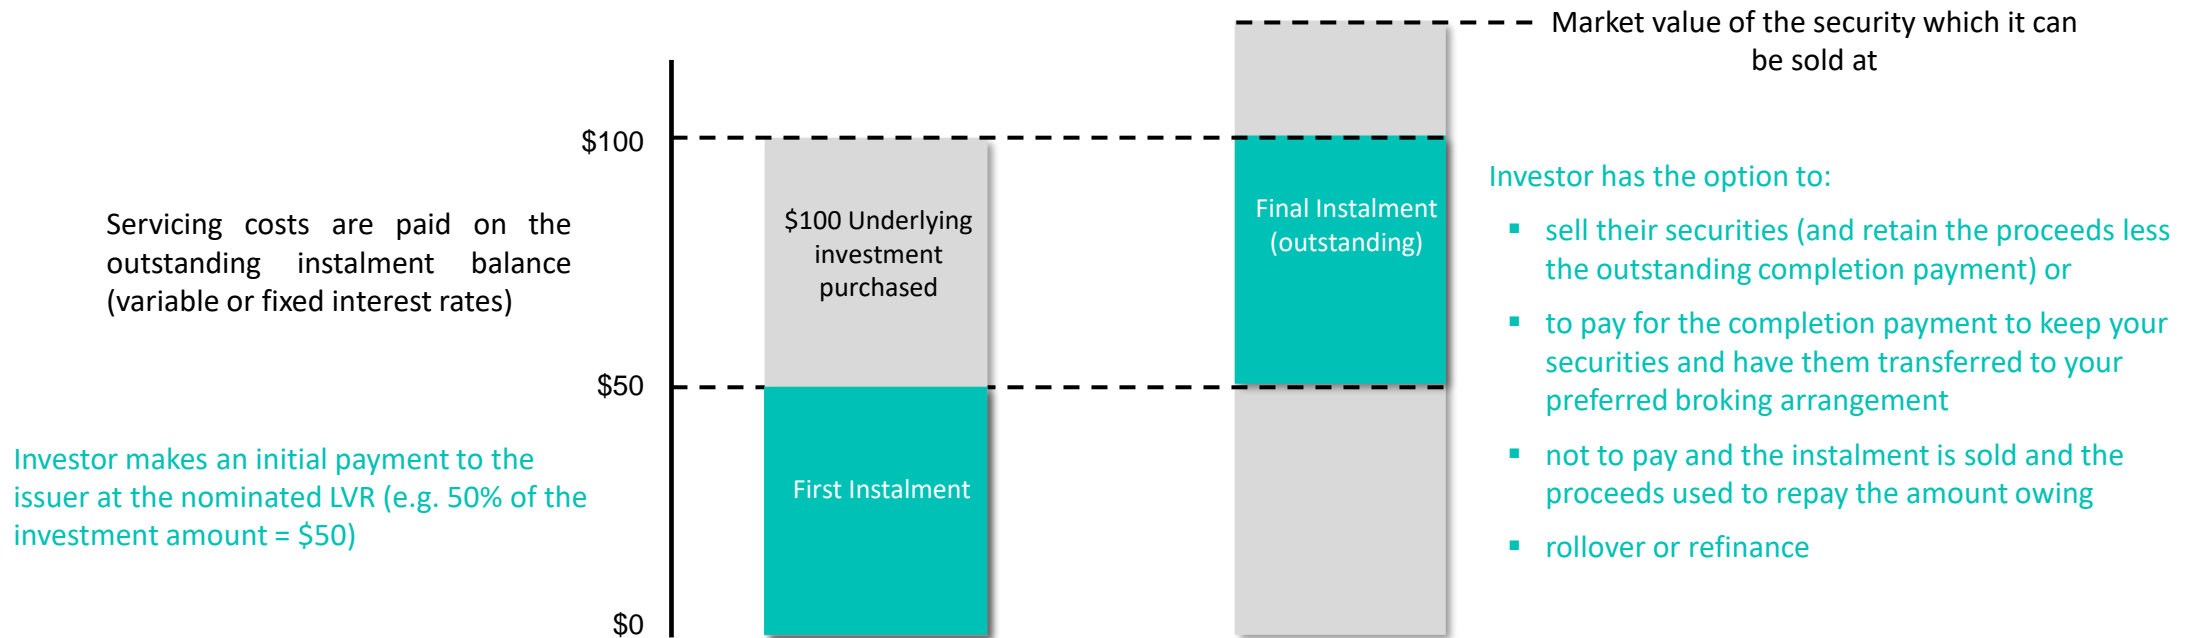 Market value of the security which it can
be sold at
$100
$50
$0
Servicing costs are paid on the
outstanding instalment balance
(variable or fixed interest rates)
Investor makes an initial payment to the
issuer at the nominated LVR (e.g. 50% of the
investment amount = $50)
$100 Underlying
investment
purchased
First Instalment
Final Instalment
(outstanding)
Investor has the option to:
▪ sell their securities (and retain the proceeds less
the outstanding completion payment) or
▪ to pay for the completion payment to keep your
securities and have them transferred to your
preferred broking arrangement
▪ not to pay and the instalment is sold and the
proceeds used to repay the amount owing
▪ rollover or refinance